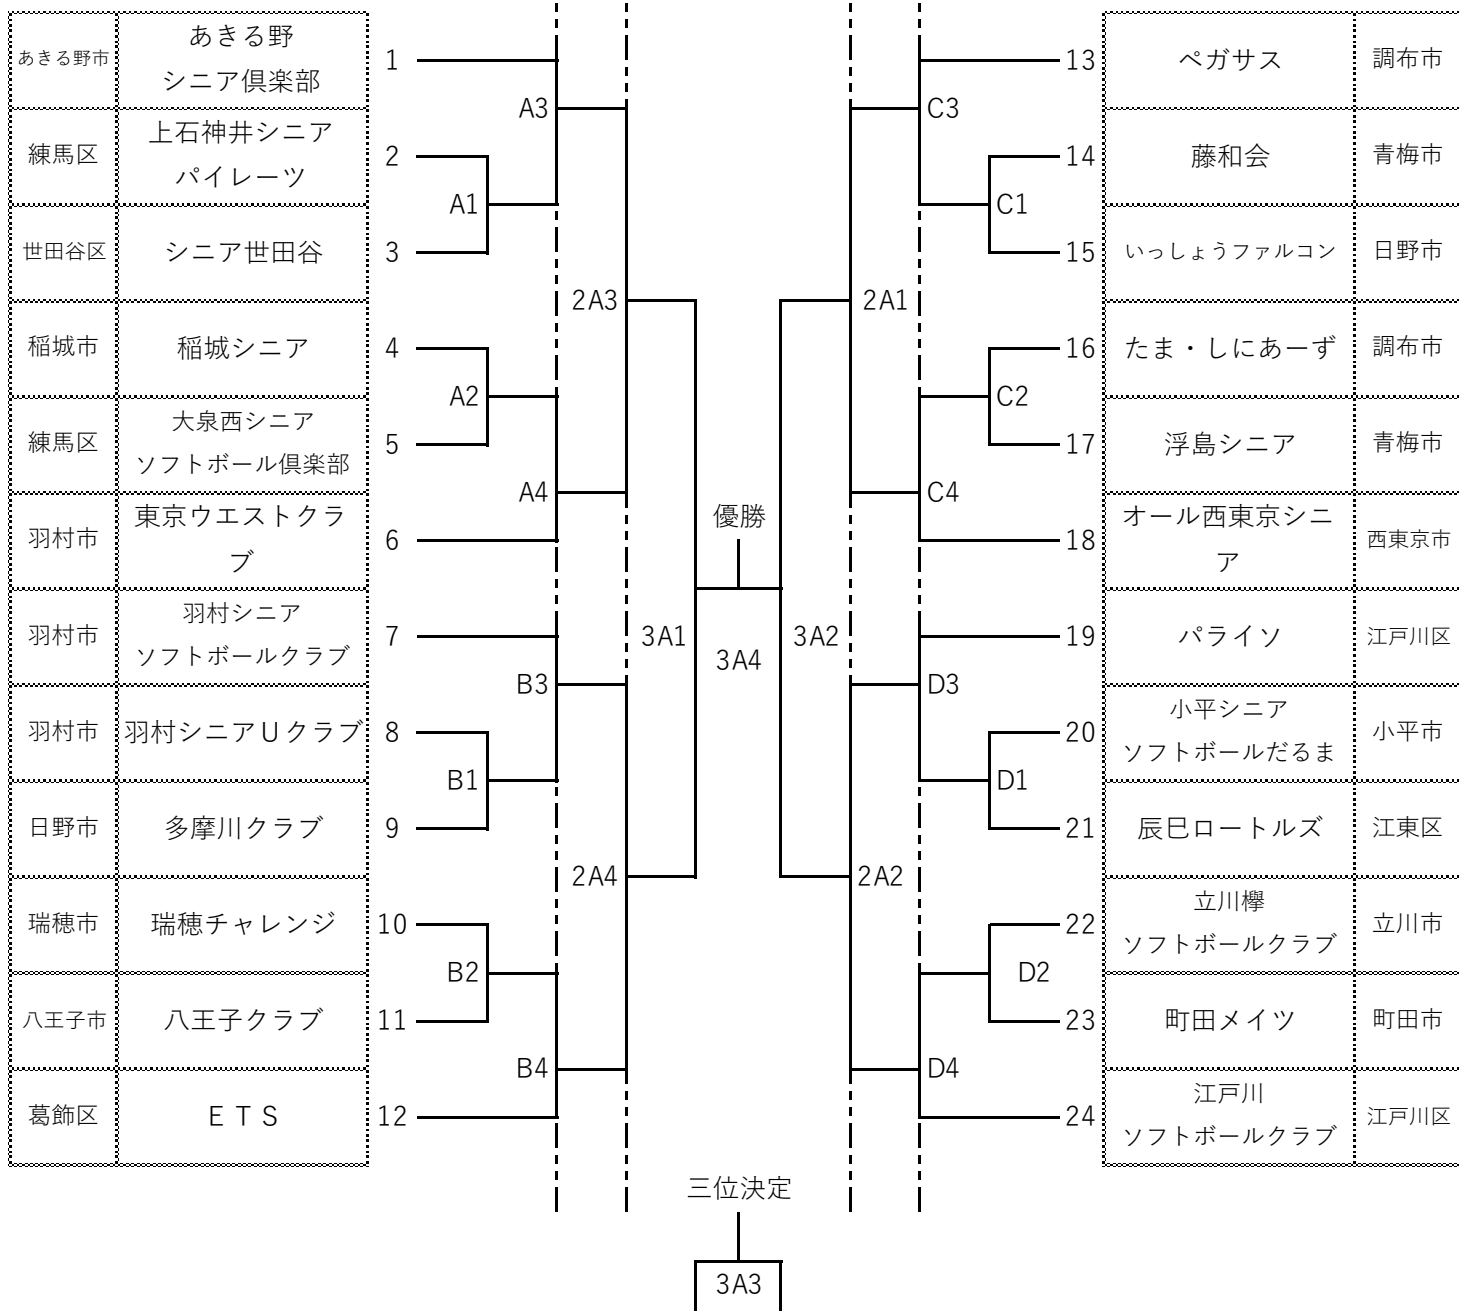 あきる野市 あきる野 1 13 ペガサス 調布市
シニア倶楽部
A3 C3
練馬区 上石神井シニア 2 14 藤和会 青梅市
パイレーツ
A1 C1
世田谷区 シニア世田谷 3 15 いっしょうファルコン 日野市
2A3 2A1
稲城市 稲城シニア 4 16 たま・しにあーず 調布市
A2 C2
練馬区 大泉西シニア 5 17 浮島シニア 青梅市
ソフトボール倶楽部
A4 C4
優勝
羽村市 東京ウエストクラ 6 18 オール西東京シニ 西東京市
ブ ア
羽村市 羽村シニア 7 19 パライソ 江戸川区
ソフトボールクラブ
3A1 3A4 3A2
B3 D3
羽村市 羽村シニアUクラブ 8 20 小平シニア 小平市
ソフトボールだるま
B1 D1
日野市 多摩川クラブ 9 21 辰巳ロートルズ 江東区
2A4 2A2
瑞穂市 瑞穂チャレンジ 10 22 立川欅 立川市
ソフトボールクラブ
B2 D2
八王子市 八王子クラブ 11 23 町田メイツ 町田市
B4 D4
葛飾区 ETS 12 24 江戸川 江戸川区
ソフトボールクラブ
三位決定
3A3